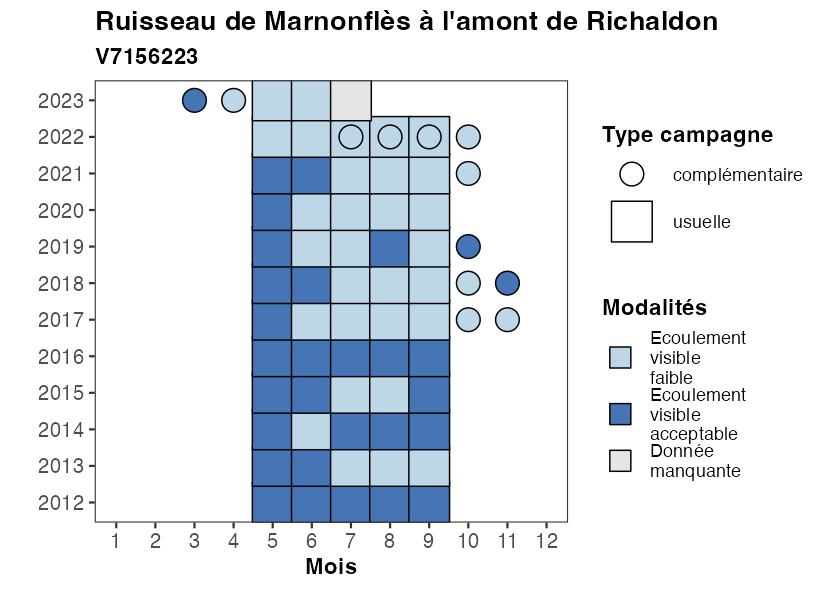 Ruisseau de Marnonflès à l'amont de Richaldon
V7156223
2023
2022
2021
2020
2019
2018
2017
2016
2015
2014
2013
2012
1 2 3 4 5 6 7 8 9 10 11 12
Mois
Type campagne
complémentaire
usuelle
Modalités
Ecoulement
visible
faible
Ecoulement
visible
acceptable
Donnée
manquante